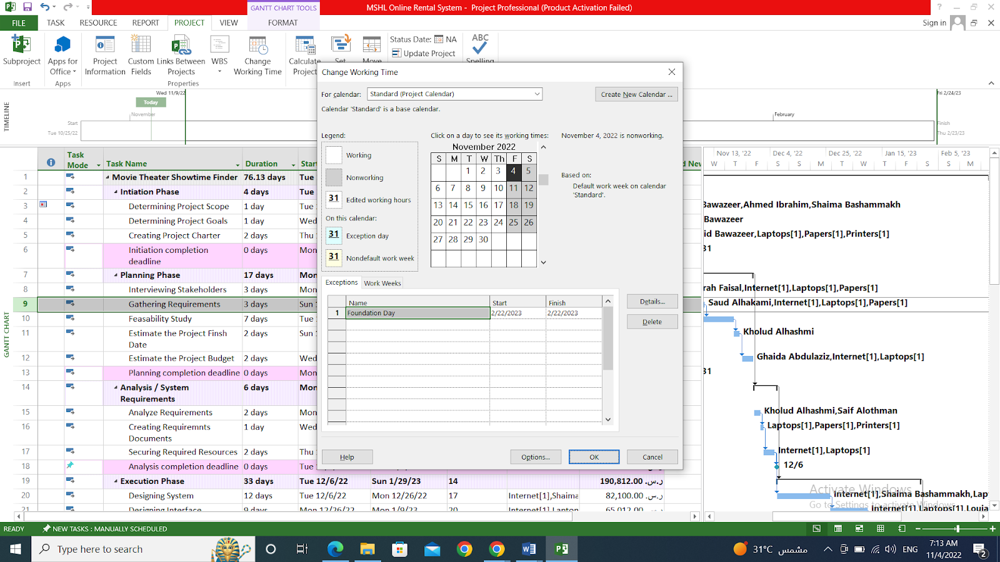 GANTT CHART TOOLS
MSHL Online Rental System - Project Professional (Product Activation Failed)
FILE TASK RESOURCE REPORT PROJECT VIEW FORMAT
Sign in
Subproject
Apps for Office
Project Information
Custom Fields
Links Between Projects
WBS
Change Working Time
Calculate Project
Set
Move
Status Date: NA
Update Project
ABC
Spelling
Insert Apps Properties
TIMELINE
Wed 11/9/22
Today
November
Start
Tue 10/25/22
Fri 2/24/23
February
Finish
Thu 2/23/23
Change Working Time
For calendar: Standard (Project Calendar)
Create New Calendar ...
Calendar 'Standard' is a base calendar.
Legend:
Working
Nonworking
31 Edited working hours
On this calendar:
31 Exception day
31 Nondefault work week
Click on a day to see its working times:
November 2022
S M T W Th F S
1 2 3 4 5
6 7 8 9 10 11 12
13 14 15 16 17 18 19
20 21 22 23 24 25 26
27 28 29 30
November 4, 2022 is nonworking.
Based on:
Default work week on calendar
'Standard'.
Exceptions Work Weeks
Name Start Finish
1 Foundation Day 2/22/2023 2/22/2023
Details...
Delete
Help
Options...
OK
Cancel
GANTT CHART
Task Mode Task Name Duration Start
1 Movie Theater Showtime Finder 76.13 days Tue
2 Intiation Phase 4 days Tue
3 Determining Project Scope 1 day Tue
4 Determining Project Goals 1 day Wed
5 Creating Project Charter 2 days Thu
6 Initiation completion deadline 0 days Mon
7 Planning Phase 17 days Mon
8 Interviewing Stakeholders 3 days Mon
9 Gathering Requirements 3 days Sun
10 Feasability Study 7 days Tue
11 Estimate the Project Finsh Date 2 days Sun
12 Estimate the Project Budget 2 days Wed
13 Planning completion deadline 0 days Mon
14 Analysis / System Requirements 6 days Mon
15 Analyze Requirements 2 days Mon
16 Creating Requiremnts Documents 1 day Wed
17 Securing Required Resources 2 days Thu
18 Analysis completion deadline 0 days Tue
19 Execution Phase 33 days Tue 12/6/22 Sun 1/29/23 14 190,812.00 ر.س.
20 Designing System 12 days Tue 12/6/22 Mon 12/26/22 17 Internet[1],Shaima 82,100.00 ر.س.
21 Designing Interface 9 days Mon 12/26/22 Mon 1/9/23 20 Internet[1],Lapton 65,012.00 ر.س.
Nov 13, '22 Dec 4, '22 Dec 25, '22 Jan 15, '23 Feb 5, '23
W T F S S M T W T F S S M
Bawazeer,Ahmed Ibrahim,Shaima Bashammakh
Bawazeer
id Bawazeer,Laptops[1],Papers[1],Printers[1]
31
rah Faisal,Internet[1],Laptops[1],Papers[1]
Saud Alhakami,Internet[1],Laptops[1],Papers[1]
Kholud Alhashmi
Ghaida Abdulaziz,Internet[1],Laptops[1]
31
Kholud Alhashmi,Saif Alothman
Laptops[1],Papers[1],Printers[1]
Internet[1],Laptops[1]
12/6
Internet[1],Shaima Bashammakh,Lap
Internet[1],Laptops[1],Loujai
Activate Windows
Go to Settings to activate Windows.
READY NEW TASKS : MANUALLY SCHEDULED
Type here to search
31°C مشمس
ENG
7:13 AM
11/4/2022
2